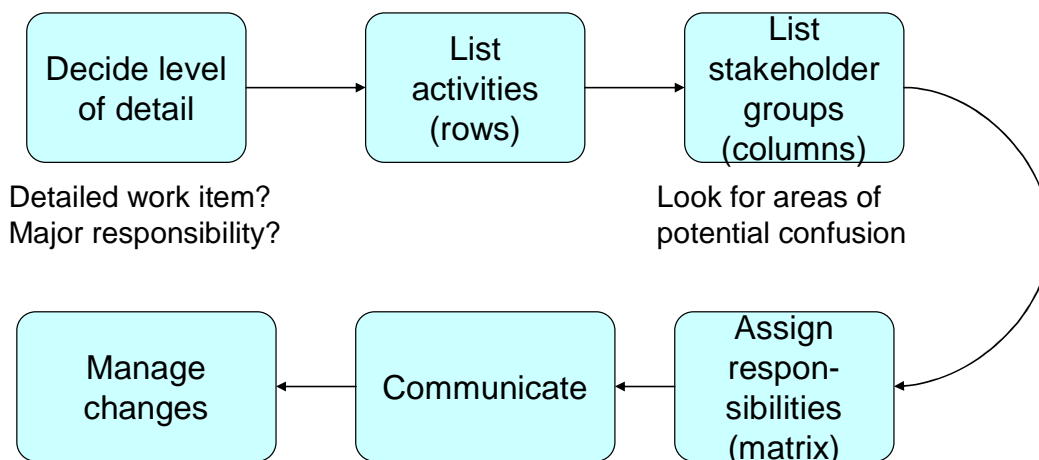 Decide level
of detail
List
activities
(rows)
List
stakeholder
groups
(columns)
Detailed work item?
Major responsibility?
Look for areas of
potential confusion
Manage
changes
Communicate
Assign
respon-
sibilities
(matrix)